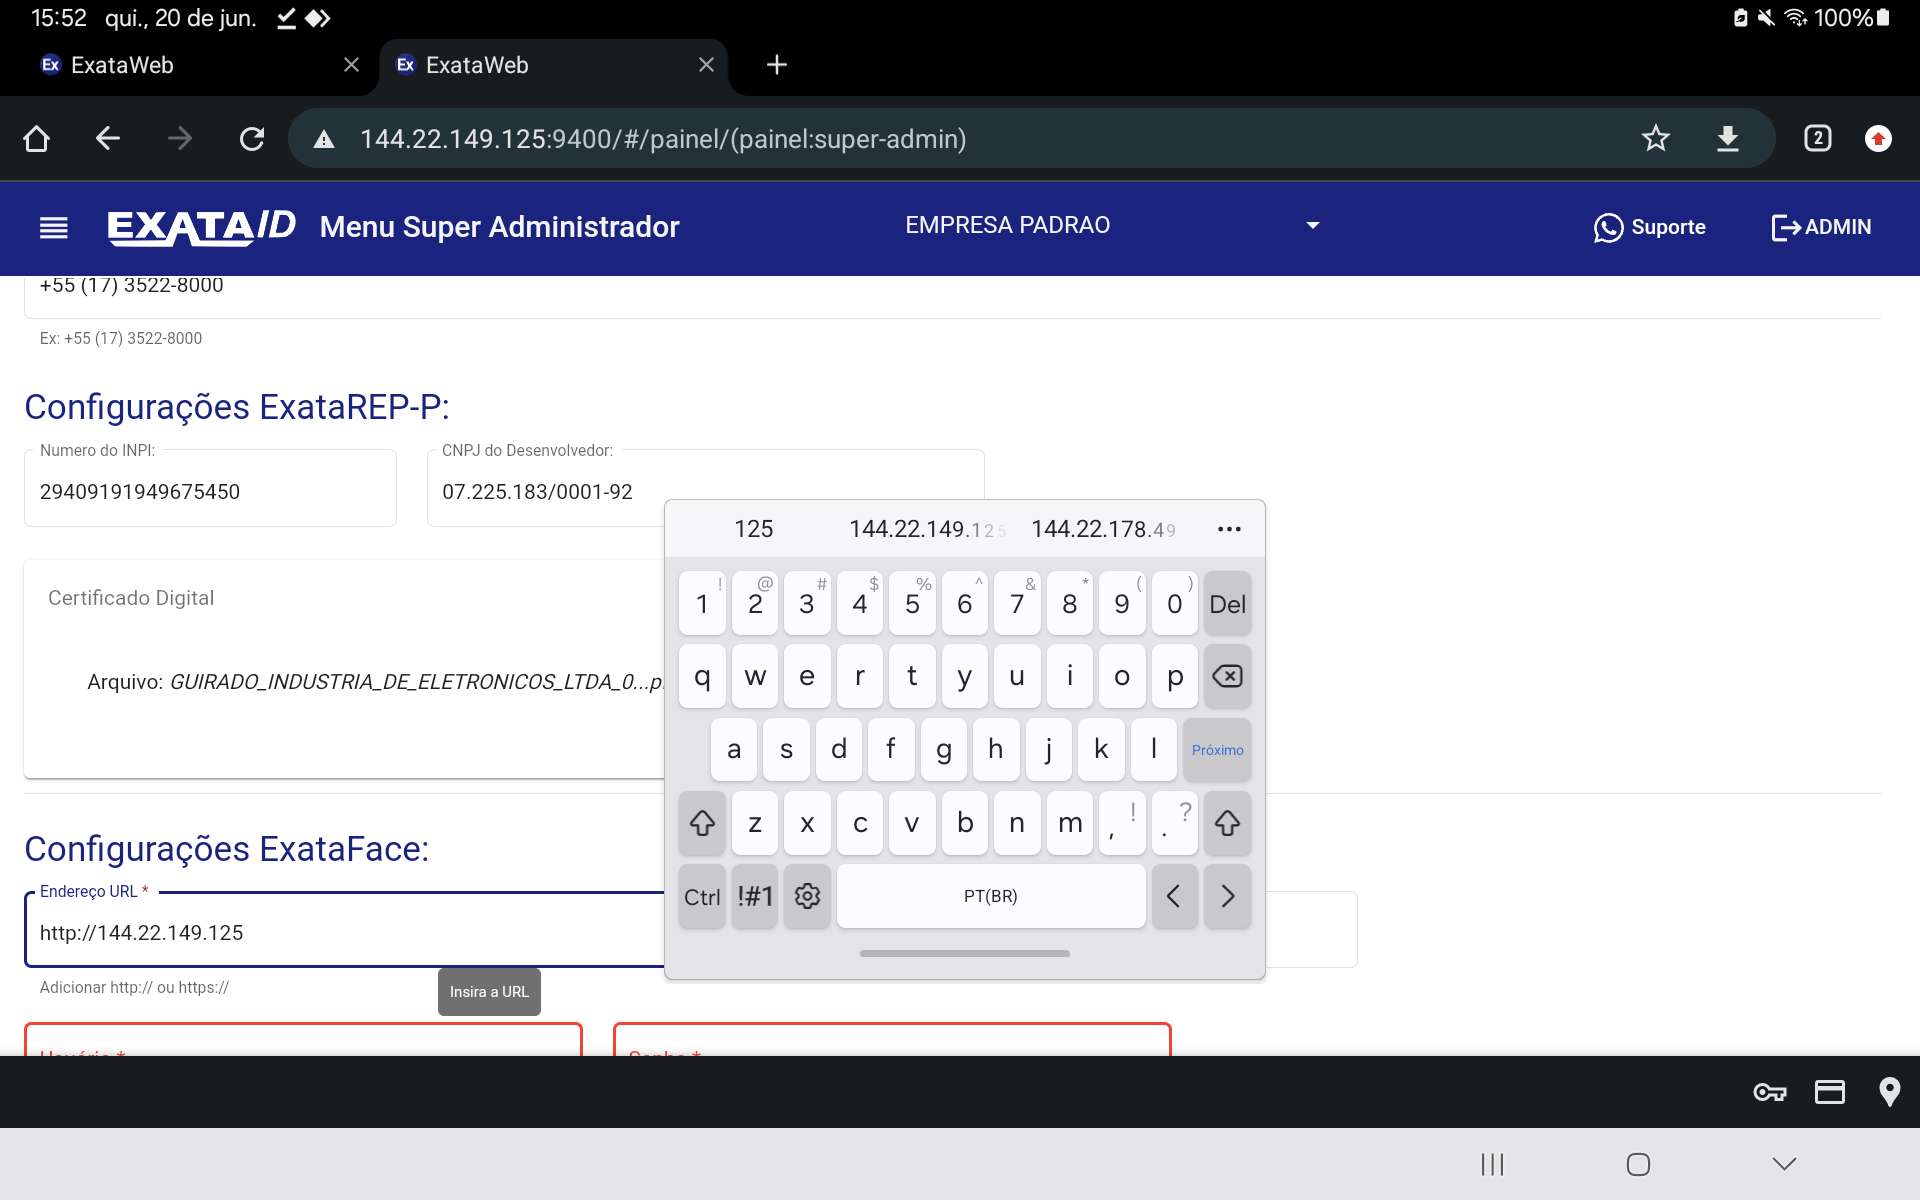 15:52 qui., 20 de jun. 100%
Ex ExataWeb
Ex ExataWeb
144.22.149.125:9400/#/painel/(painel:super-admin)
2
EXATA ID Menu Super Administrador EMPRESA PADRAO Suporte ADMIN
+55 (17) 3522-8000
Ex: +55 (17) 3522-8000
Configurações ExataREP-P:
Numero do INPI:
29409191949675450
CNPJ do Desenvolvedor:
07.225.183/0001-92
Certificado Digital
Arquivo: GUIRADO_INDUSTRIA_DE_ELETRONICOS_LTDA_0...p
Configurações ExataFace:
Endereço URL *
http://144.22.149.125
Adicionar http:// ou https://
Insira a URL
Usuário *
Senha *
125 144.22.149.125 144.22.178.49 •••
! @ # $ % ^ & * ( )
1 2 3 4 5 6 7 8 9 0 Del
q w e r t y u i o p
a s d f g h j k l Próximo
z x c v b n m , ! . ?
Ctrl !#1 PT(BR) < >